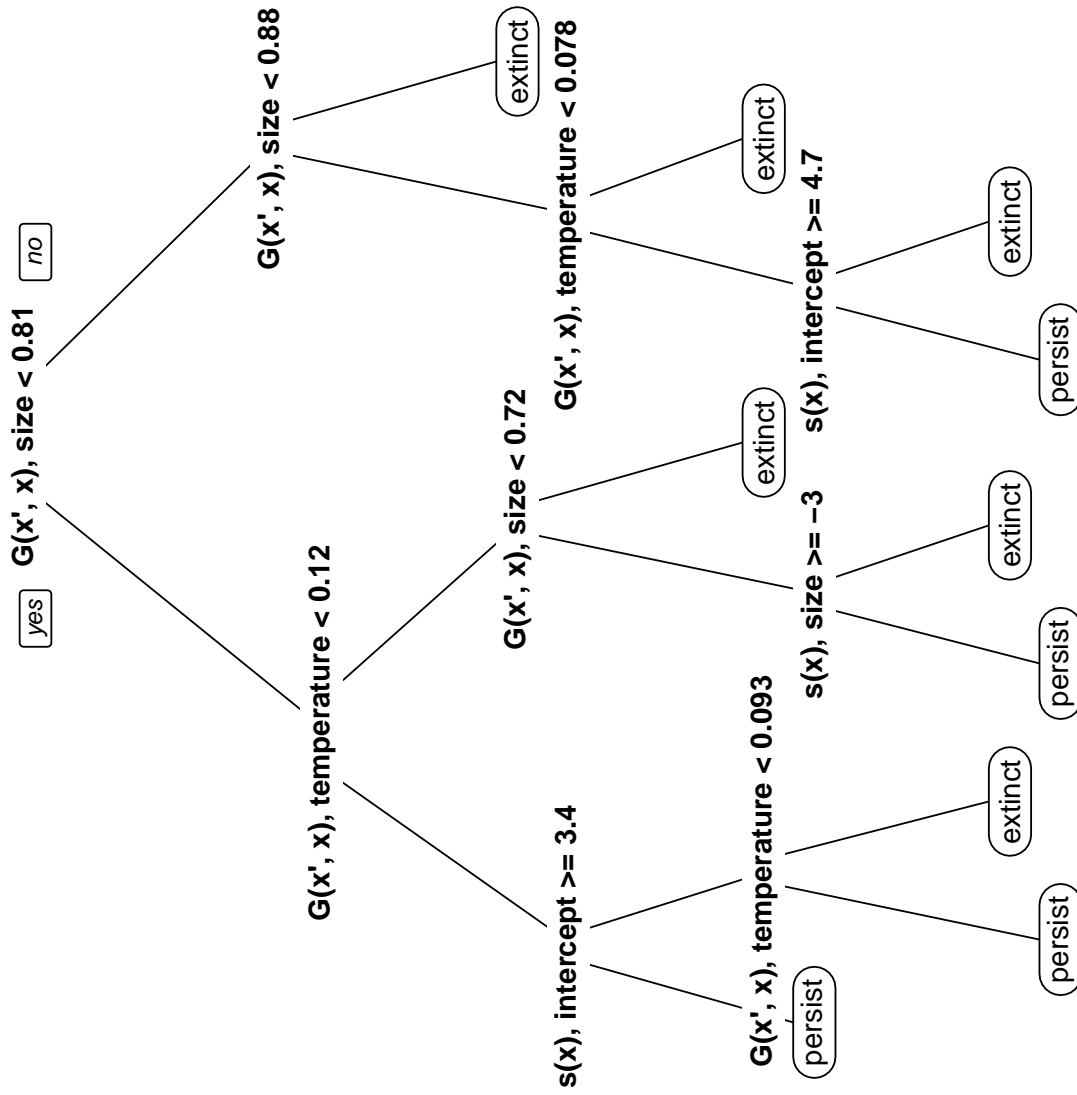 G(x', x), size < 0.81
yes
no
G(x', x), temperature < 0.12
G(x', x), size < 0.88
s(x), intercept >= 3.4
G(x', x), size < 0.72
G(x', x), temperature < 0.078
extinct
persist
G(x', x), temperature < 0.093
s(x), size >= −3
extinct
s(x), intercept >= 4.7
extinct
persist
extinct
persist
extinct
persist
extinct